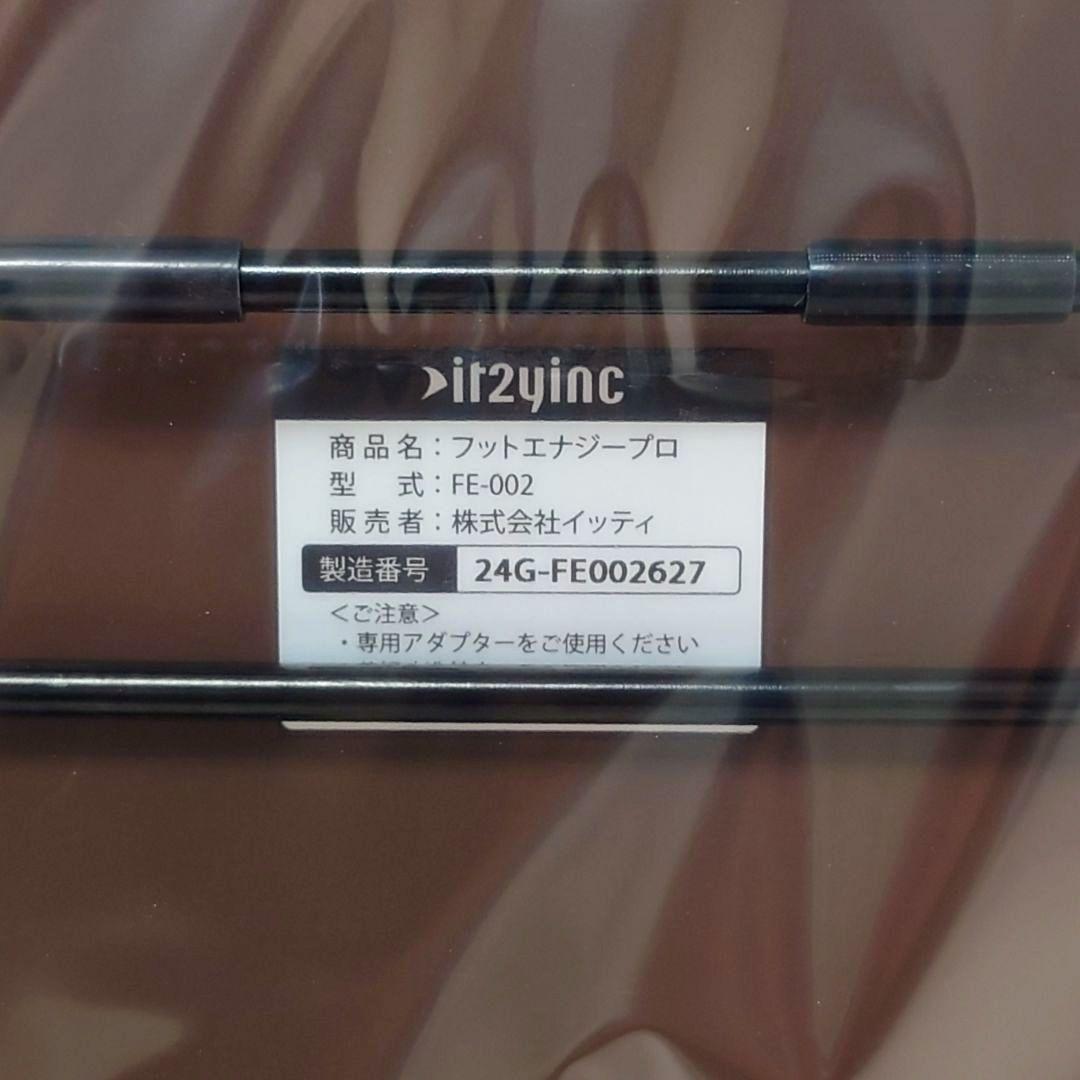 it2yinc
商品名：フットエナジープロ
型　式：FE-002
販売者：株式会社イッティ
製造番号 24G-FE002627
＜ご注意＞
・専用アダプターをご使用ください